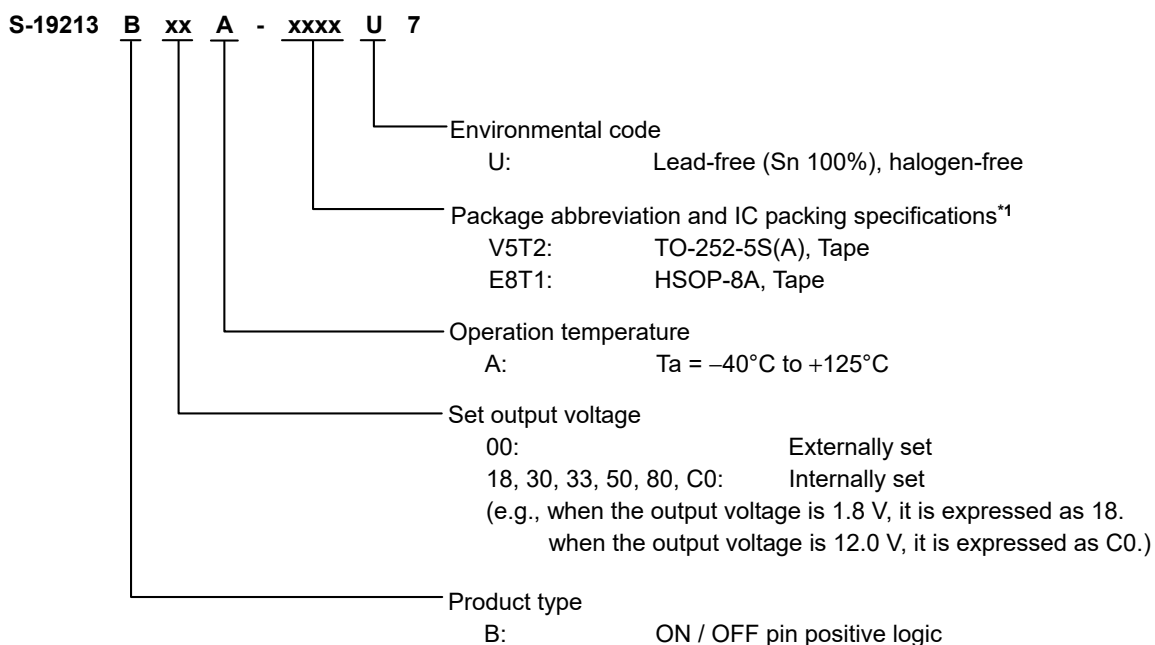 S-19213 B xx A - xxxx U 7
Environmental code
U: Lead-free (Sn 100%), halogen-free
Package abbreviation and IC packing specifications*1
V5T2: TO-252-5S(A), Tape
E8T1: HSOP-8A, Tape
Operation temperature
A: Ta = −40°C to +125°C
Set output voltage
00: Externally set
18, 30, 33, 50, 80, C0: Internally set
(e.g., when the output voltage is 1.8 V, it is expressed as 18.
when the output voltage is 12.0 V, it is expressed as C0.)
Product type
B: ON / OFF pin positive logic